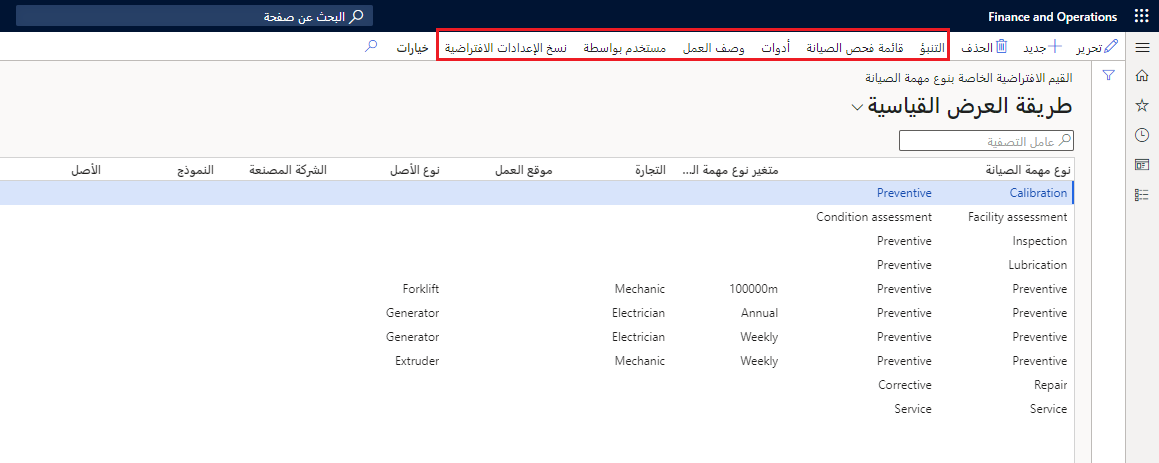 Finance and Operations البحث عن صفحة
تحرير جديد الحذف التنبؤ قائمة فحص الصيانة أدوات وصف العمل مستخدم بواسطة نسخ الإعدادات الافتراضية خيارات
القيم الافتراضية الخاصة بنوع مهمة الصيانة
طريقة العرض القياسية
عامل التصفية
نوع مهمة الصيانة متغير نوع مهمة الـ... التجارة موقع العمل نوع الأصل الشركة المصنعة النموذج الأصل
Calibration Preventive
Facility assessment Condition assessment
Inspection Preventive
Lubrication Preventive
Preventive Preventive 100000m Mechanic Forklift
Preventive Preventive Annual Electrician Generator
Preventive Preventive Weekly Electrician Generator
Preventive Preventive Weekly Mechanic Extruder
Repair Corrective
Service Service